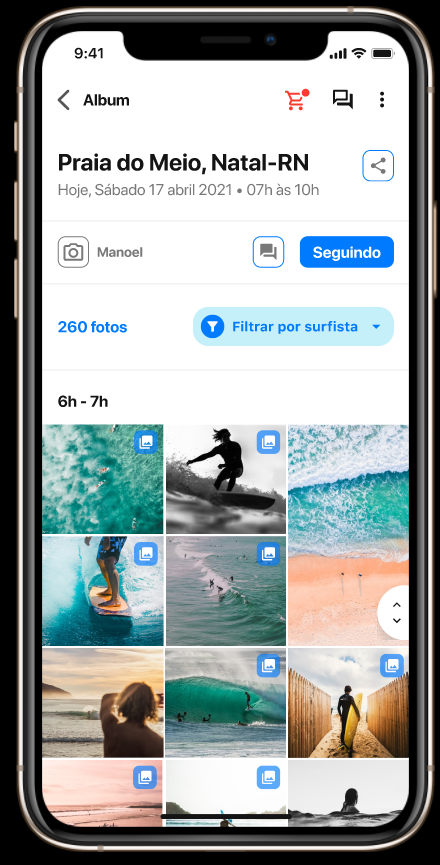 9:41
Album
Praia do Meio, Natal-RN
Hoje, Sábado 17 abril 2021 • 07h às 10h
Manoel
Seguindo
260 fotos
Filtrar por surfista
6h - 7h